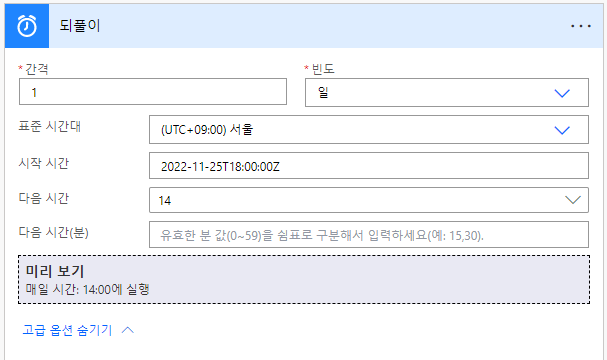 되풀이
* 간격
* 빈도
1
일
표준 시간대
(UTC+09:00) 서울
시작 시간
2022-11-25T18:00:00Z
다음 시간
14
다음 시간(분)
유효한 분 값(0~59)을 쉼표로 구분해서 입력하세요(예: 15,30).
미리 보기
매일 시간: 14:00에 실행
고급 옵션 숨기기